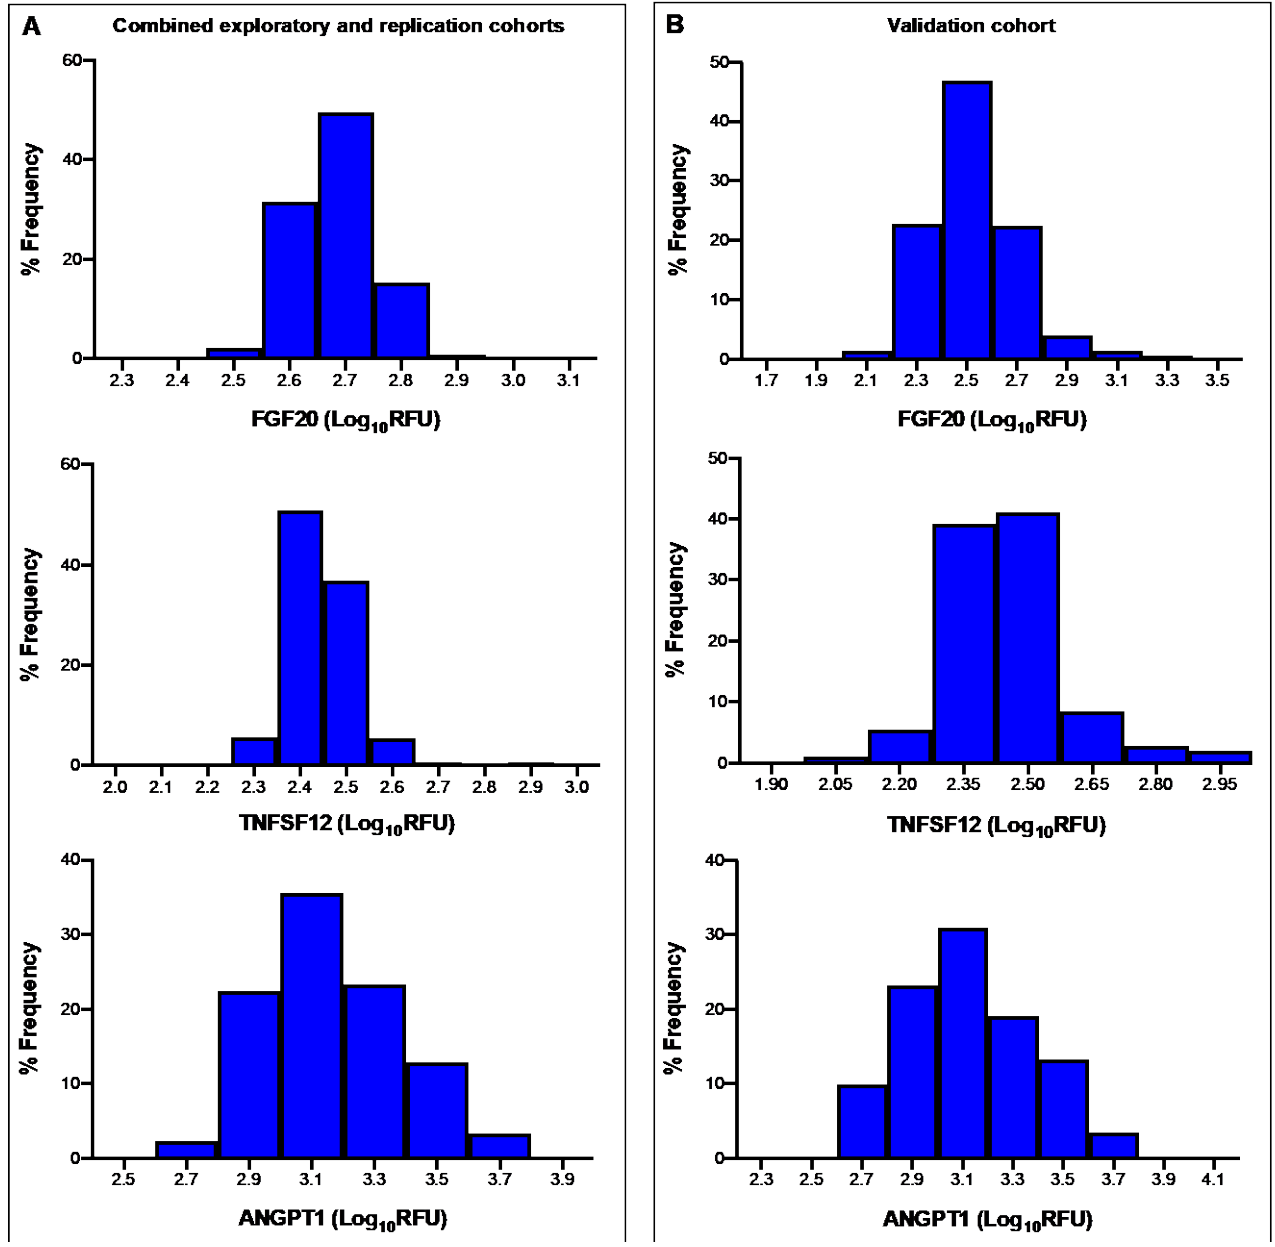 A Combined exploratory and replication cohorts
60
40
20
0
% Frequency
2.3 2.4 2.5 2.6 2.7 2.8 2.9 3.0 3.1
FGF20 (Log10RFU)
60
40
20
0
% Frequency
2.0 2.1 2.2 2.3 2.4 2.5 2.6 2.7 2.8 2.9 3.0
TNFSF12 (Log10RFU)
40
30
20
10
0
% Frequency
2.5 2.7 2.9 3.1 3.3 3.5 3.7 3.9
ANGPT1 (Log10RFU)
B Validation cohort
50
40
30
20
10
0
% Frequency
1.7 1.9 2.1 2.3 2.5 2.7 2.9 3.1 3.3 3.5
FGF20 (Log10RFU)
50
40
30
20
10
0
% Frequency
1.90 2.05 2.20 2.35 2.50 2.65 2.80 2.95
TNFSF12 (Log10RFU)
40
30
20
10
0
% Frequency
2.3 2.5 2.7 2.9 3.1 3.3 3.5 3.7 3.9 4.1
ANGPT1 (Log10RFU)